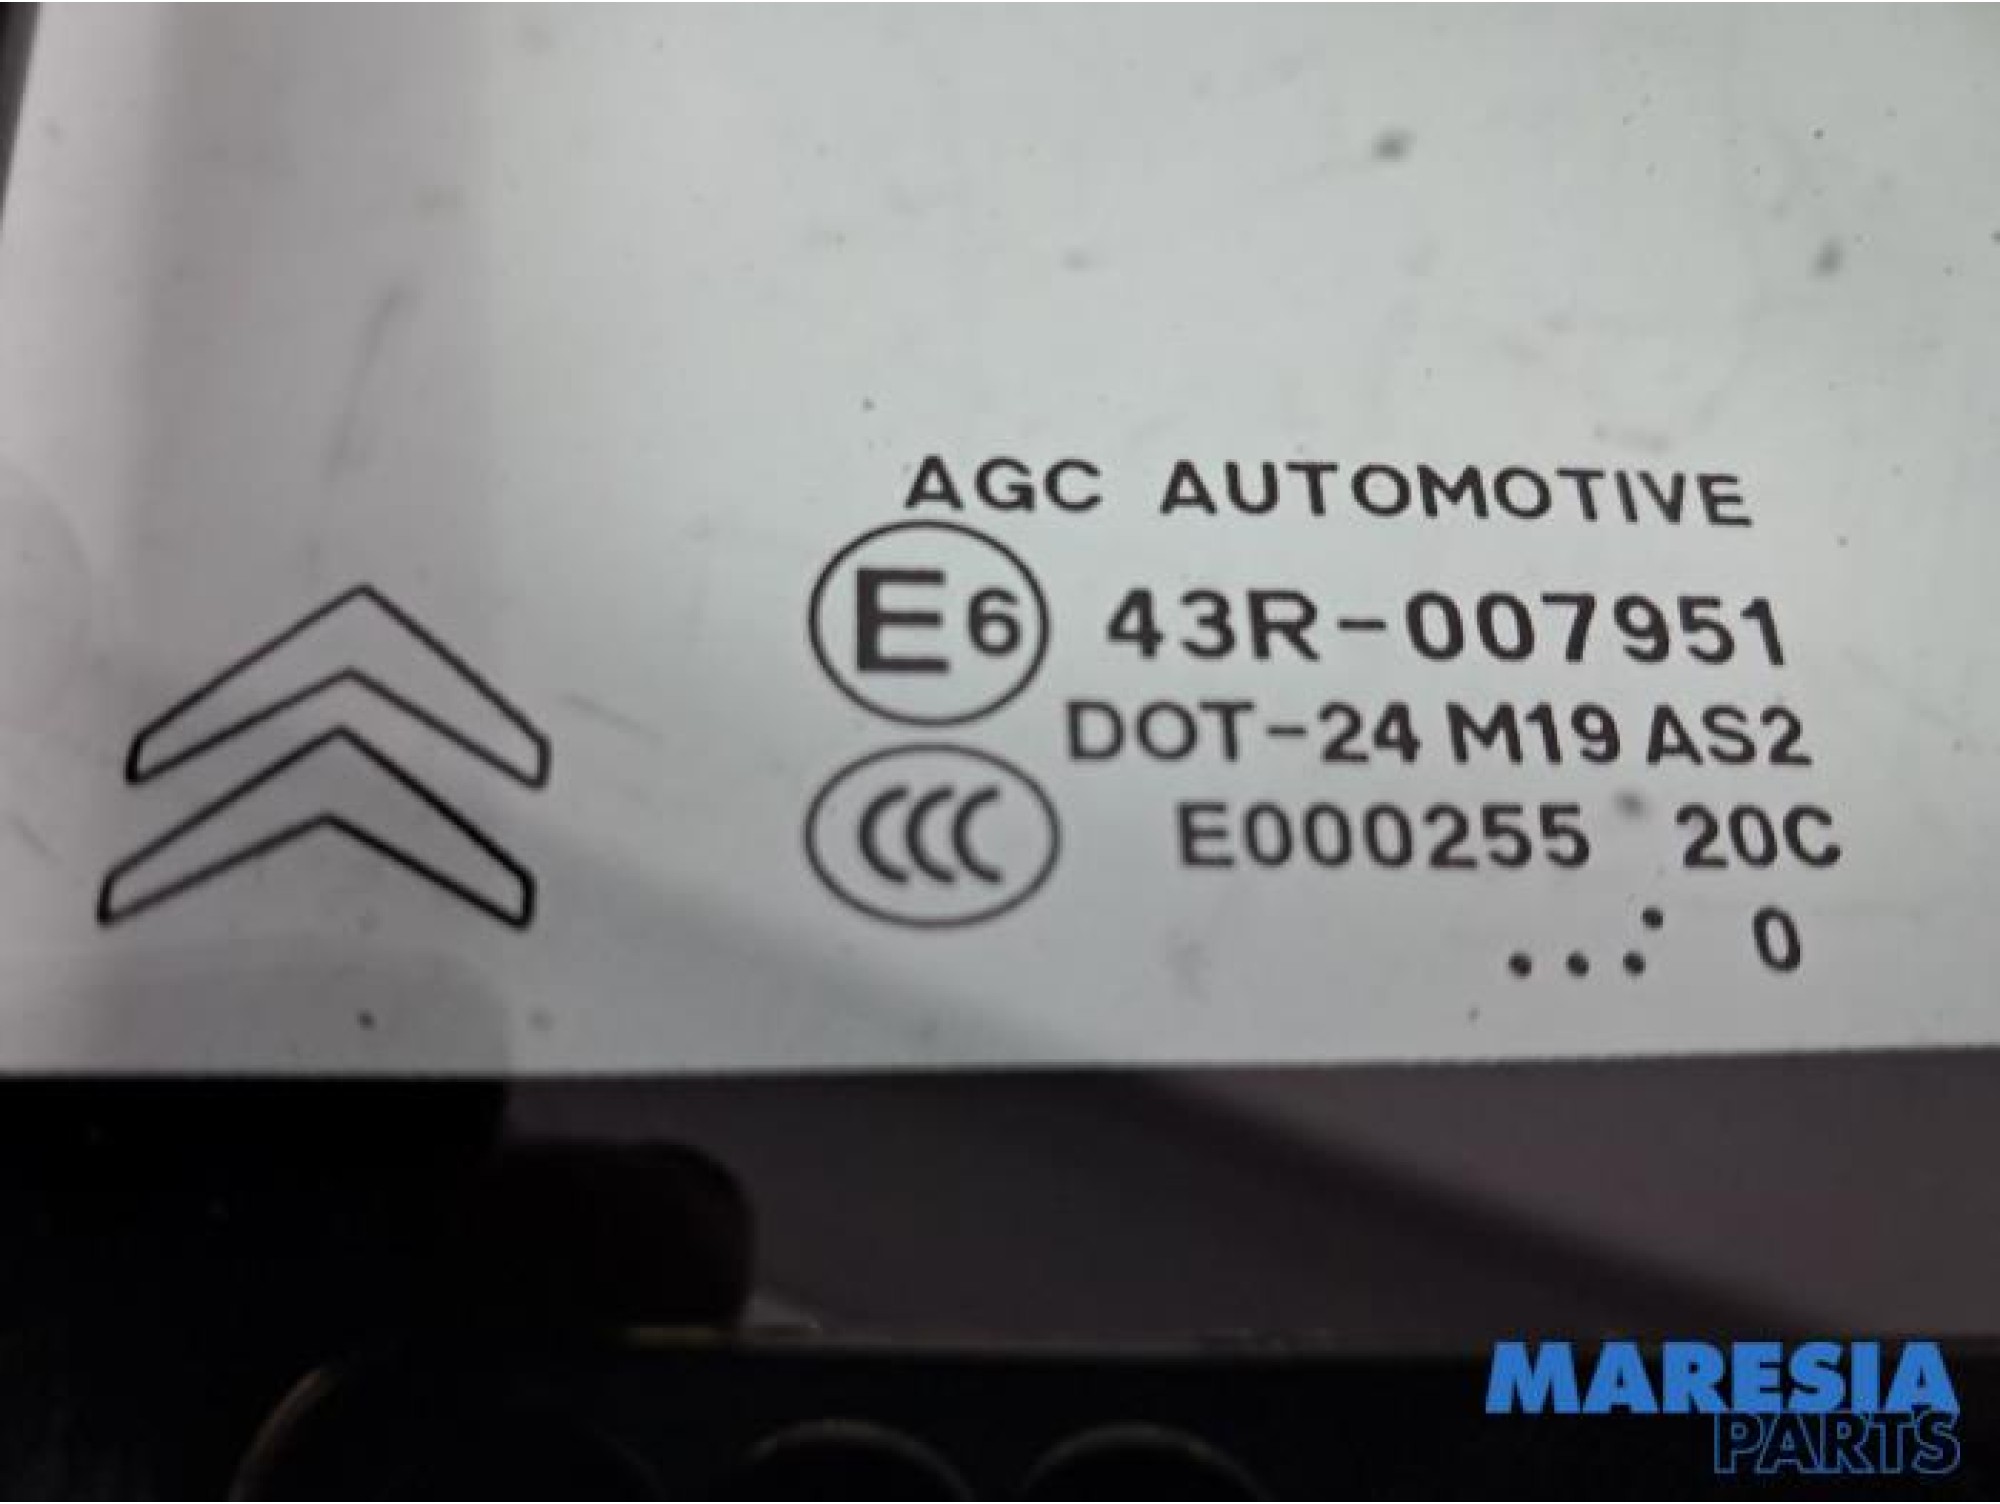 AGC AUTOMOTIVE
E6 43R-007951
DOT-24 M19 AS2
CCC E000255 20C
...: 0
MARESIA
PARTS